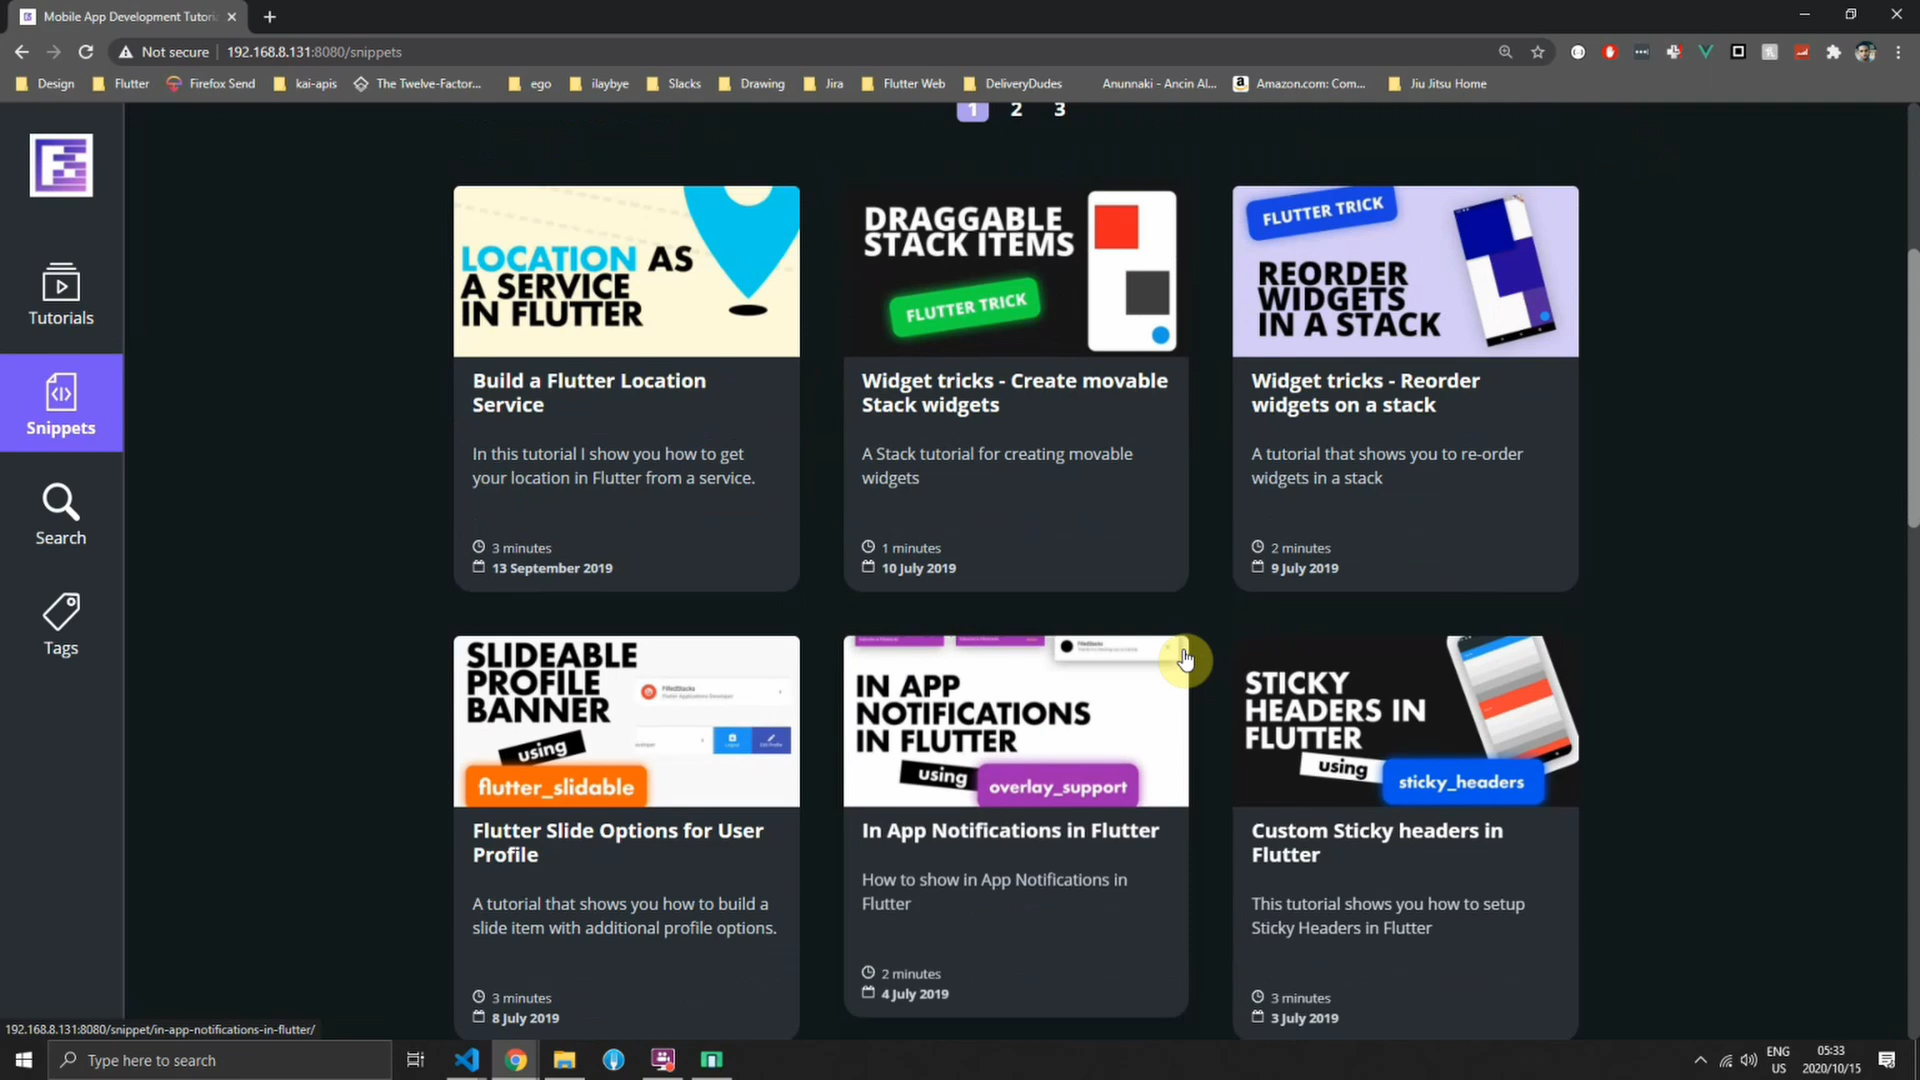 Mobile App Development Tutori
Not secure
192.168.8.131:8080/snippets
Design
Flutter
Firefox Send
kai-apis
The Twelve-Factor...
ego
ilaybye
Slacks
Drawing
Jira
Flutter Web
DeliveryDudes
Anunnaki - Ancin Al...
Amazon.com: Com...
Jiu Jitsu Home
1 2 3
Tutorials
Snippets
Search
Tags
LOCATION AS
A SERVICE
IN FLUTTER
Build a Flutter Location
Service
In this tutorial I show you how to get
your location in Flutter from a service.
3 minutes
13 September 2019
DRAGGABLE
STACK ITEMS
FLUTTER TRICK
Widget tricks - Create movable
Stack widgets
A Stack tutorial for creating movable
widgets
1 minutes
10 July 2019
FLUTTER TRICK
REORDER
WIDGETS
IN A STACK
Widget tricks - Reorder
widgets on a stack
A tutorial that shows you to re-order
widgets in a stack
2 minutes
9 July 2019
SLIDEABLE
PROFILE
BANNER
using
flutter_slidable
FilledStacks
Flutter Slide Options for User
Profile
A tutorial that shows you how to build a
slide item with additional profile options.
3 minutes
8 July 2019
FilledStacks
IN APP
NOTIFICATIONS
IN FLUTTER
using
overlay_support
In App Notifications in Flutter
How to show in App Notifications in
Flutter
2 minutes
4 July 2019
STICKY
HEADERS IN
FLUTTER
using
sticky_headers
Custom Sticky headers in
Flutter
This tutorial shows you how to setup
Sticky Headers in Flutter
3 minutes
3 July 2019
192.168.8.131:8080/snippet/in-app-notifications-in-flutter/
Type here to search
ENG
US
05:33
2020/10/15